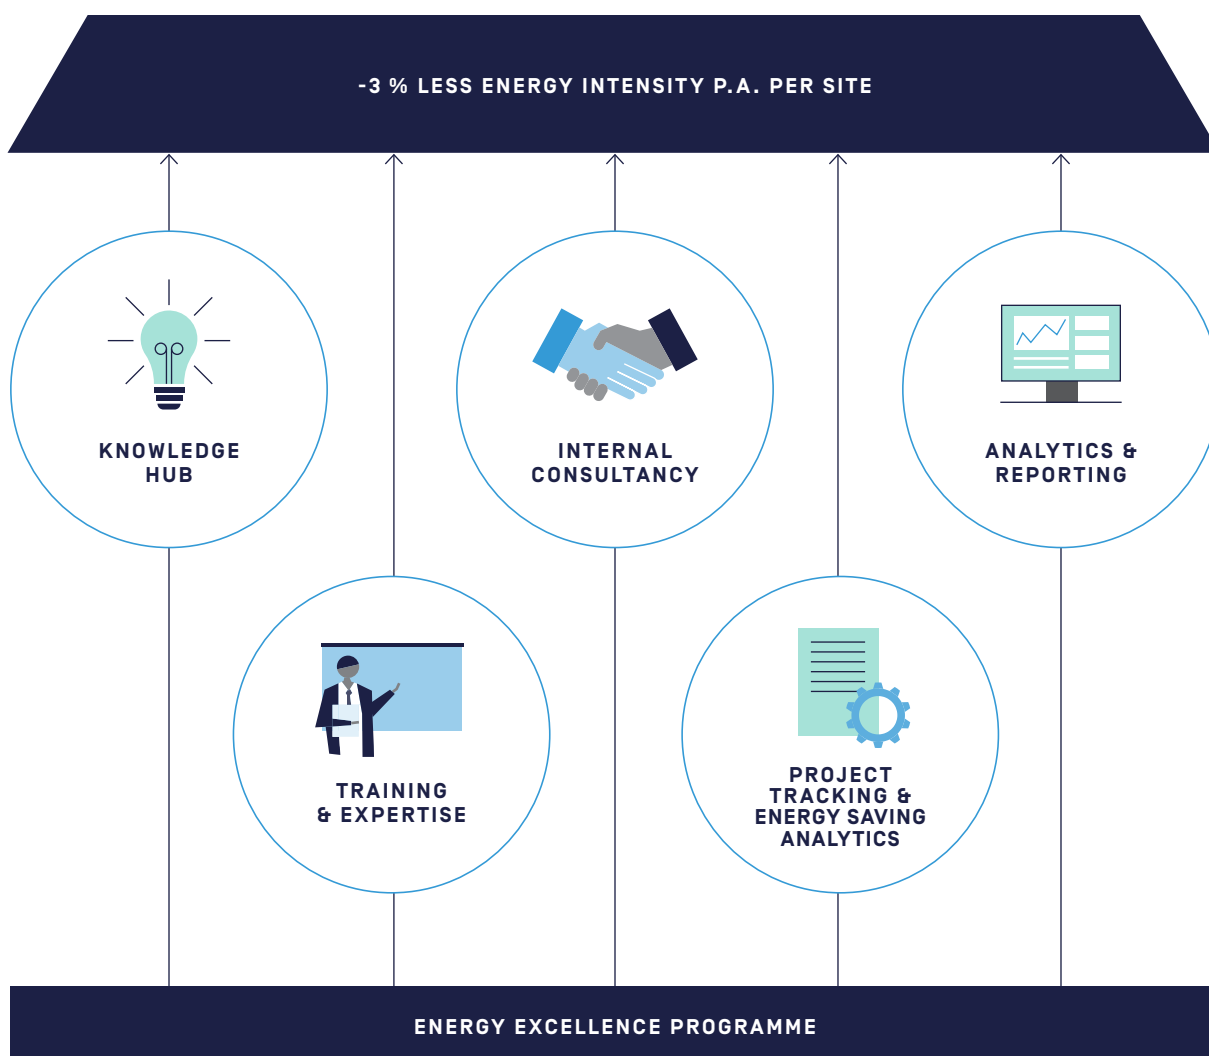 -3 % LESS ENERGY INTENSITY P.A. PER SITE
KNOWLEDGE
HUB
INTERNAL
CONSULTANCY
ANALYTICS &
REPORTING
TRAINING
& EXPERTISE
PROJECT
TRACKING &
ENERGY SAVING
ANALYTICS
ENERGY EXCELLENCE PROGRAMME